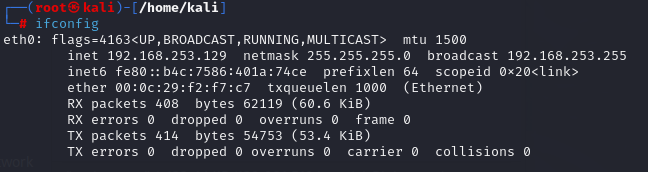 ┌──(root㉿kali)-[/home/kali]
└─# ifconfig
eth0: flags=4163<UP,BROADCAST,RUNNING,MULTICAST>  mtu 1500
        inet 192.168.253.129  netmask 255.255.255.0  broadcast 192.168.253.255
        inet6 fe80::b4c:7586:401a:74ce  prefixlen 64  scopeid 0×20<link>
        ether 00:0c:29:f2:f7:c7  txqueuelen 1000  (Ethernet)
        RX packets 408  bytes 62119 (60.6 KiB)
        RX errors 0  dropped 0  overruns 0  frame 0
        TX packets 414  bytes 54753 (53.4 KiB)
        TX errors 0  dropped 0 overruns 0  carrier 0  collisions 0